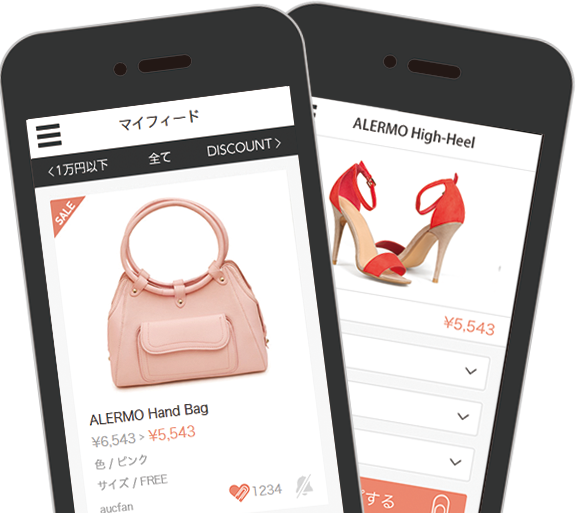 マイフィード
<1万円以下 全て DISCOUNT>
SALE
ALERMO Hand Bag
¥6,543 > ¥5,543
色 / ピンク
サイズ / FREE
1234
aucfan
ALERMO High-Heel
¥5,543
する